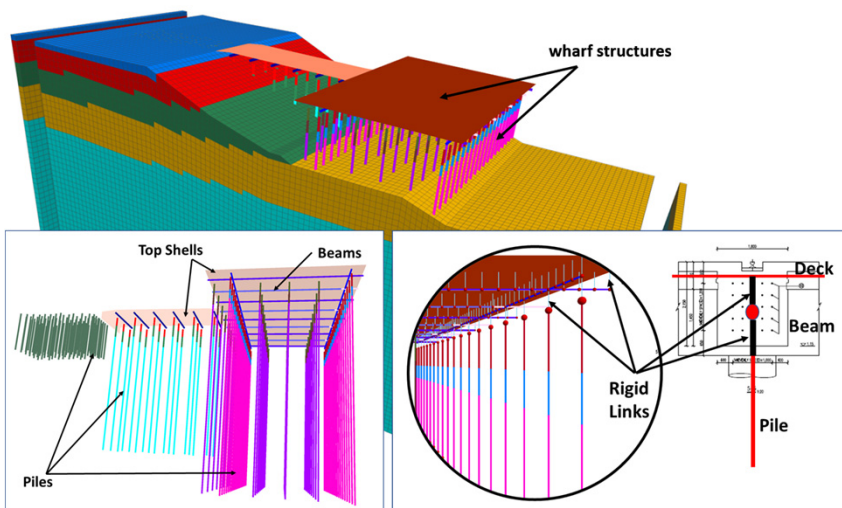 wharf structures
Top Shells
Beams
Piles
Rigid
Links
Deck
Beam
Pile